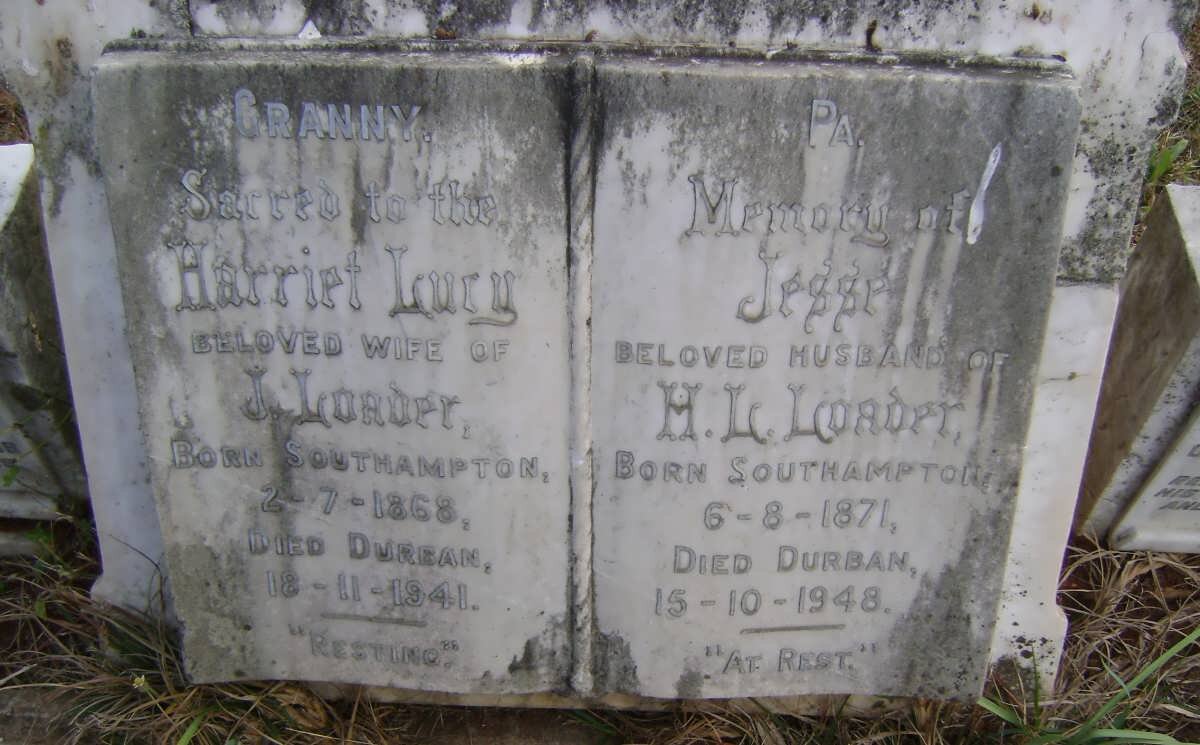 GRANNY.
Sacred to the
Harriet Lucy
BELOVED WIFE OF
J. Loader,
BORN SOUTHAMPTON,
2-7-1868,
DIED DURBAN,
18-11-1941.
"RESTING."
PA.
Memory of
Jesse
BELOVED HUSBAND OF
H. L. Loader,
BORN SOUTHAMPTON,
6-8-1871,
DIED DURBAN,
15-10-1948.
"AT REST."